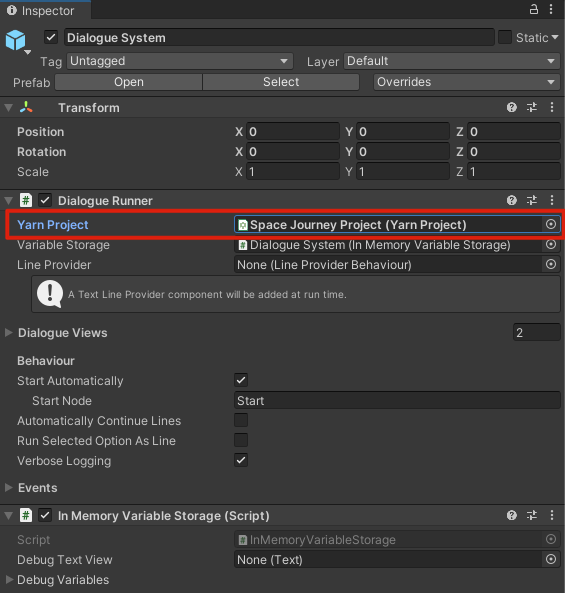 Inspector
Dialogue System
Static
Tag Untagged Layer Default
Prefab Open Select Overrides
Transform
Position X 0 Y 0 Z 0
Rotation X 0 Y 0 Z 0
Scale X 1 Y 1 Z 1
# Dialogue Runner
Yarn Project Space Journey Project (Yarn Project)
Variable Storage # Dialogue System (In Memory Variable Storage)
Line Provider None (Line Provider Behaviour)
! A Text Line Provider component will be added at run time.
Dialogue Views 2
Behaviour
Start Automatically
Start Node Start
Automatically Continue Lines
Run Selected Option As Line
Verbose Logging
Events
# In Memory Variable Storage (Script)
Script # InMemoryVariableStorage
Debug Text View None (Text)
Debug Variables